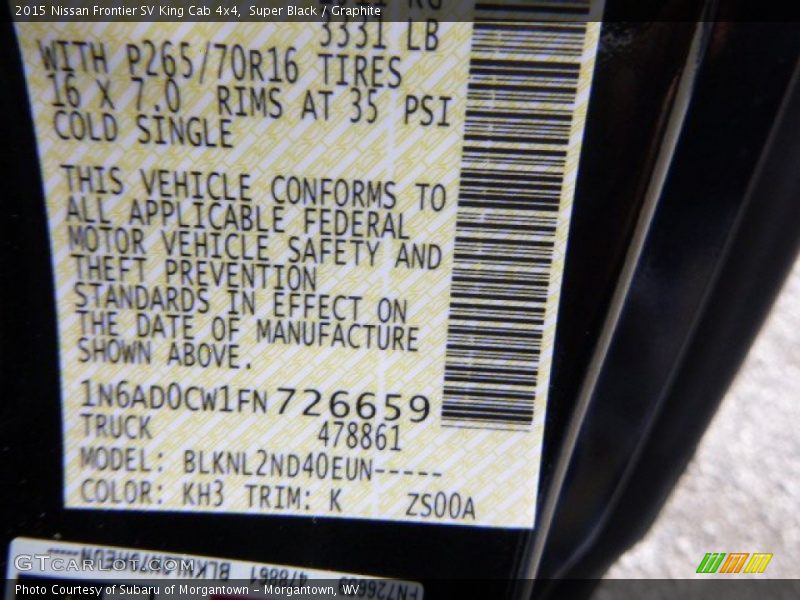 2015 Nissan Frontier SV King Cab 4x4,  Super Black / Graphite
3331 LB
WITH P265/70R16 TIRES
16 X 7.0 RIMS AT 35 PSI
COLD SINGLE
THIS VEHICLE CONFORMS TO
ALL APPLICABLE FEDERAL
MOTOR VEHICLE SAFETY AND
THEFT PREVENTION
STANDARDS IN EFFECT ON
THE DATE OF MANUFACTURE
SHOWN ABOVE.
1N6AD0CW1FN726659
TRUCK 478861
MODEL: BLKNL2ND40EUN-----
COLOR: KH3 TRIM: K ZS00A
478861
GTCarLot.com
Photo Courtesy of Subaru of Morgantown – Morgantown, WV